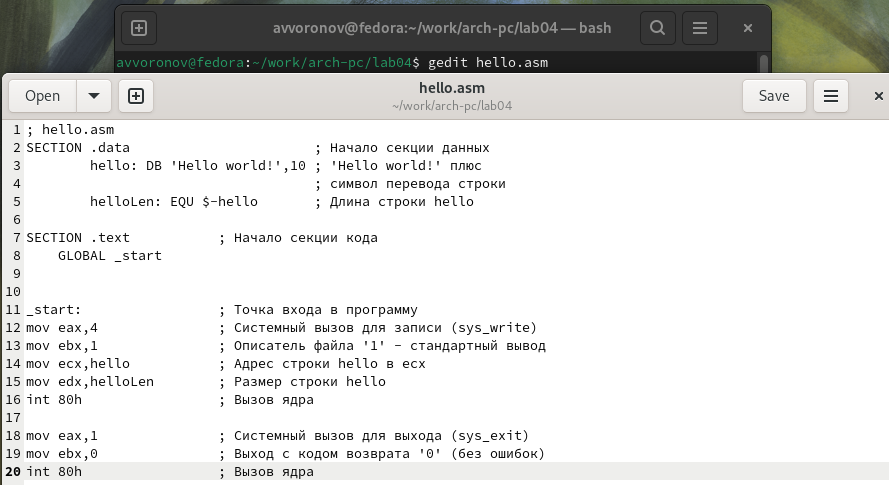 avvoronov@fedora:~/work/arch-pc/lab04 — bash
avvoronov@fedora:~/work/arch-pc/lab04$ gedit hello.asm
Open
hello.asm
~/work/arch-pc/lab04
Save
1 ; hello.asm
2 SECTION .data                       ; Начало секции данных
3         hello: DB 'Hello world!',10 ; 'Hello world!' плюс
4                                     ; символ перевода строки
5         helloLen: EQU $-hello       ; Длина строки hello
6
7 SECTION .text           ; Начало секции кода
8     GLOBAL _start
9
10
11 _start:                 ; Точка входа в программу
12 mov eax,4               ; Системный вызов для записи (sys_write)
13 mov ebx,1               ; Описатель файла '1' - стандартный вывод
14 mov ecx,hello           ; Адрес строки hello в ecx
15 mov edx,helloLen        ; Размер строки hello
16 int 80h                 ; Вызов ядра
17
18 mov eax,1               ; Системный вызов для выхода (sys_exit)
19 mov ebx,0               ; Выход с кодом возврата '0' (без ошибок)
20 int 80h                 ; Вызов ядра